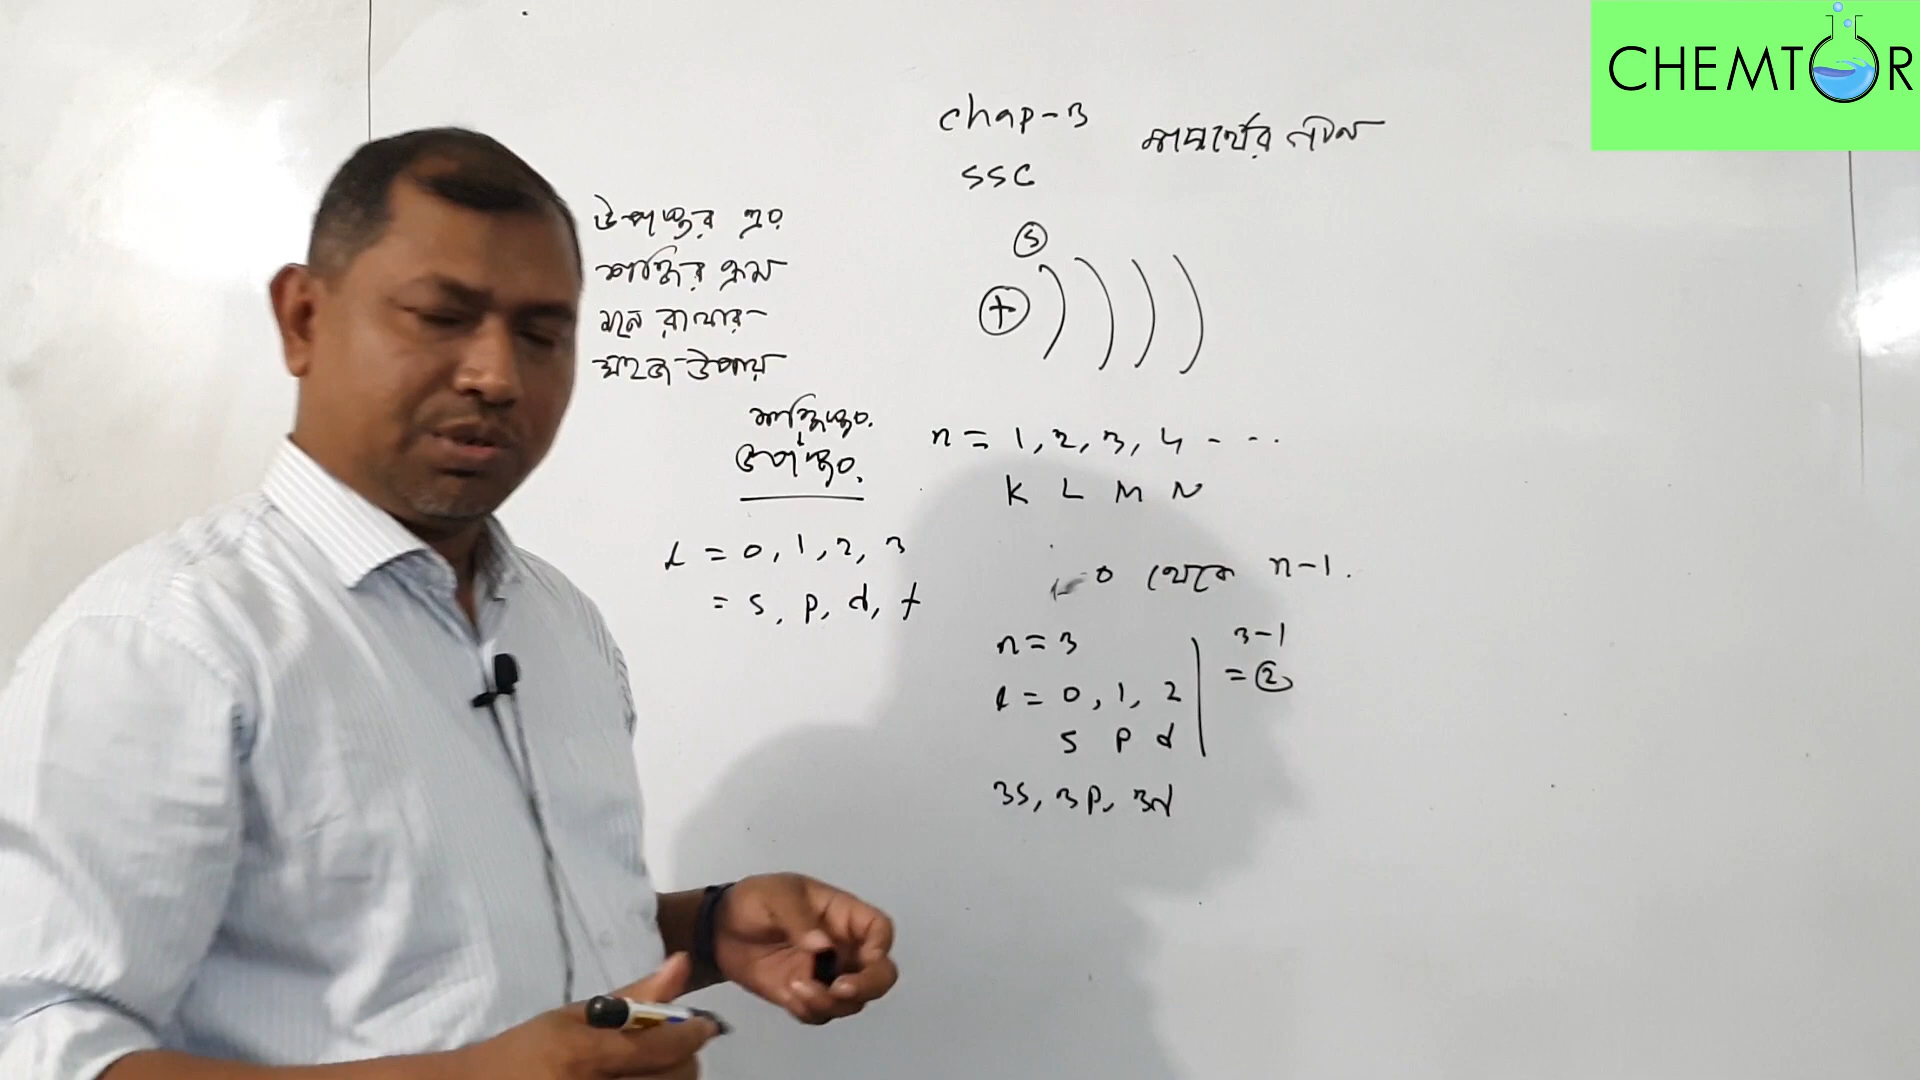 CHEMTOR
chap-3 পদার্থের গঠন
SSC
উপস্তর এর
শক্তির ক্রম
মনে রাখার
সহজ উপায়
S
+
শক্তিস্তর.
উপস্তর.
n = 1, 2, 3, 4 - - -.
K L M N
l = 0, 1, 2, 3
= s, p, d, f
0 থেকে n-1.
n = 3
3-1
= 2
l = 0, 1, 2
s p d
3s, 3p, 3d